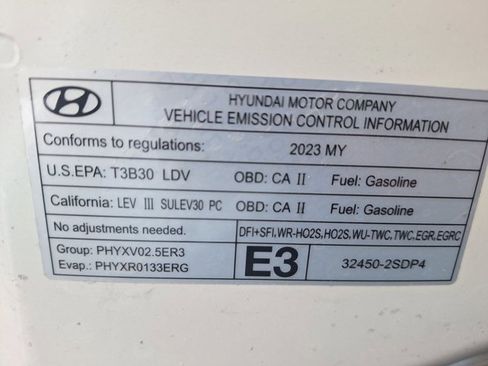 HYUNDAI MOTOR COMPANY
VEHICLE EMISSION CONTROL INFORMATION
Conforms to regulations: 2023 MY
U.S.EPA: T3B30 LDV OBD: CA II Fuel: Gasoline
California: LEV III SULEV30 PC OBD: CA II Fuel: Gasoline
No adjustments needed. DFI+SFI, WR-HO2S, HO2S, WU-TWC, TWC, EGR, EGRC
Group: PHYXV02.5ER3
Evap.: PHYXR0133ERG
E3 32450-2SDP4